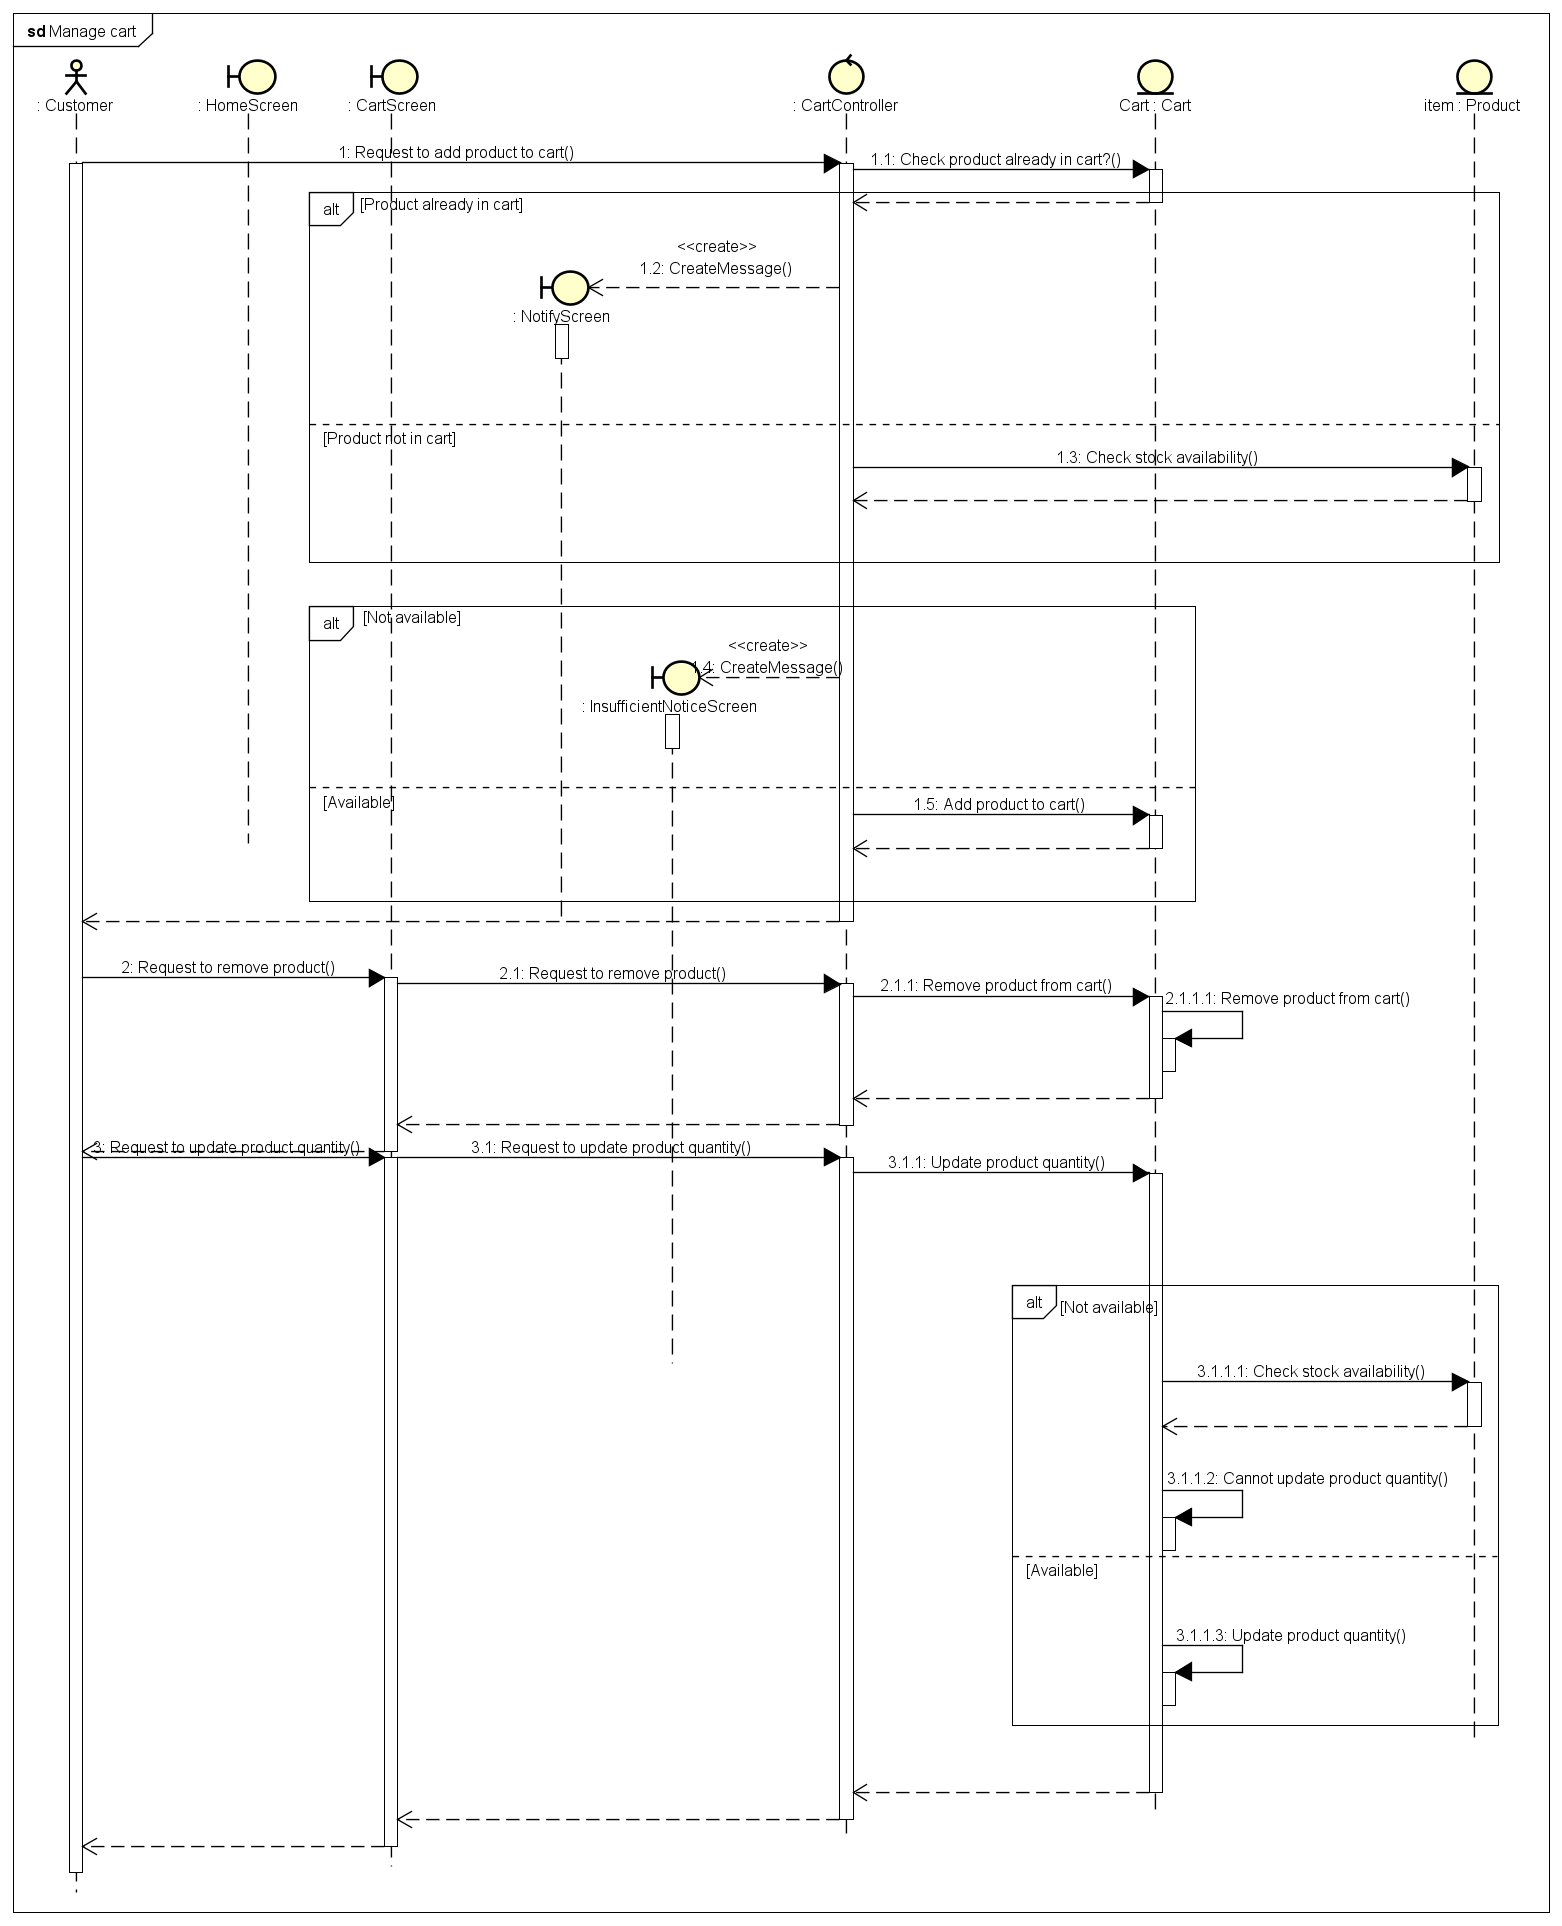 sd Manage cart
: Customer
: HomeScreen
: CartScreen
: CartController
Cart : Cart
item : Product
1: Request to add product to cart()
1.1: Check product already in cart?()
alt
[Product already in cart]
<<create>>
1.2: CreateMessage()
: NotifyScreen
[Product not in cart]
1.3: Check stock availability()
alt
[Not available]
<<create>>
1.4: CreateMessage()
: InsufficientNoticeScreen
[Available]
1.5: Add product to cart()
2: Request to remove product()
2.1: Request to remove product()
2.1.1: Remove product from cart()
2.1.1.1: Remove product from cart()
3: Request to update product quantity()
3.1: Request to update product quantity()
3.1.1: Update product quantity()
alt
[Not available]
3.1.1.1: Check stock availability()
3.1.1.2: Cannot update product quantity()
[Available]
3.1.1.3: Update product quantity()